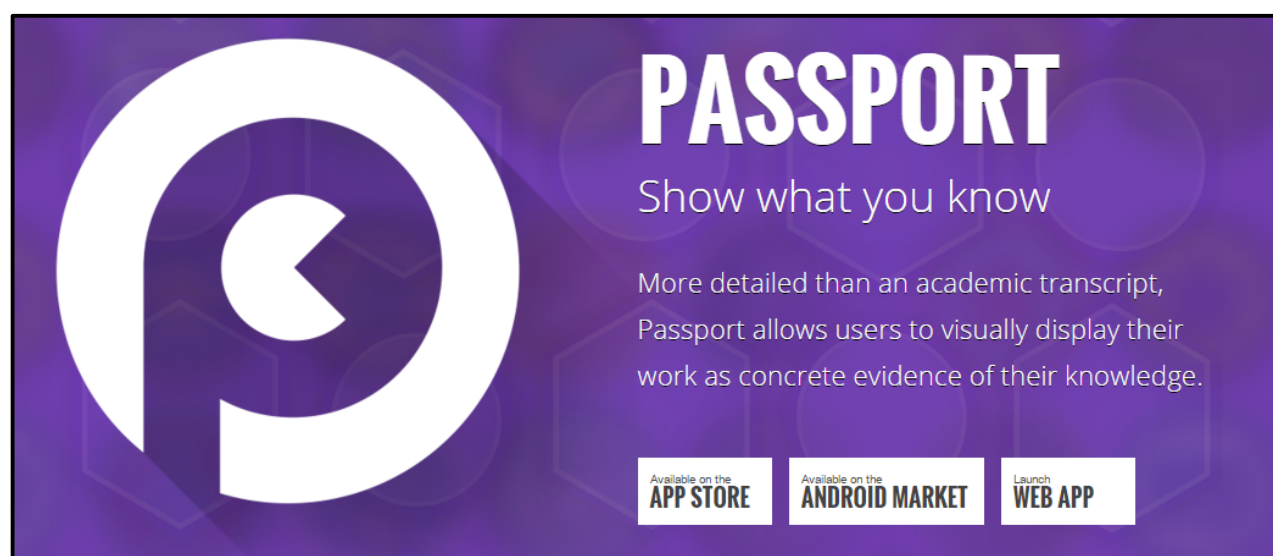 PASSPORT
Show what you know
More detailed than an academic transcript,
Passport allows users to visually display their
work as concrete evidence of their knowledge.
Available on the
APP STORE
Available on the
ANDROID MARKET
Launch
WEB APP